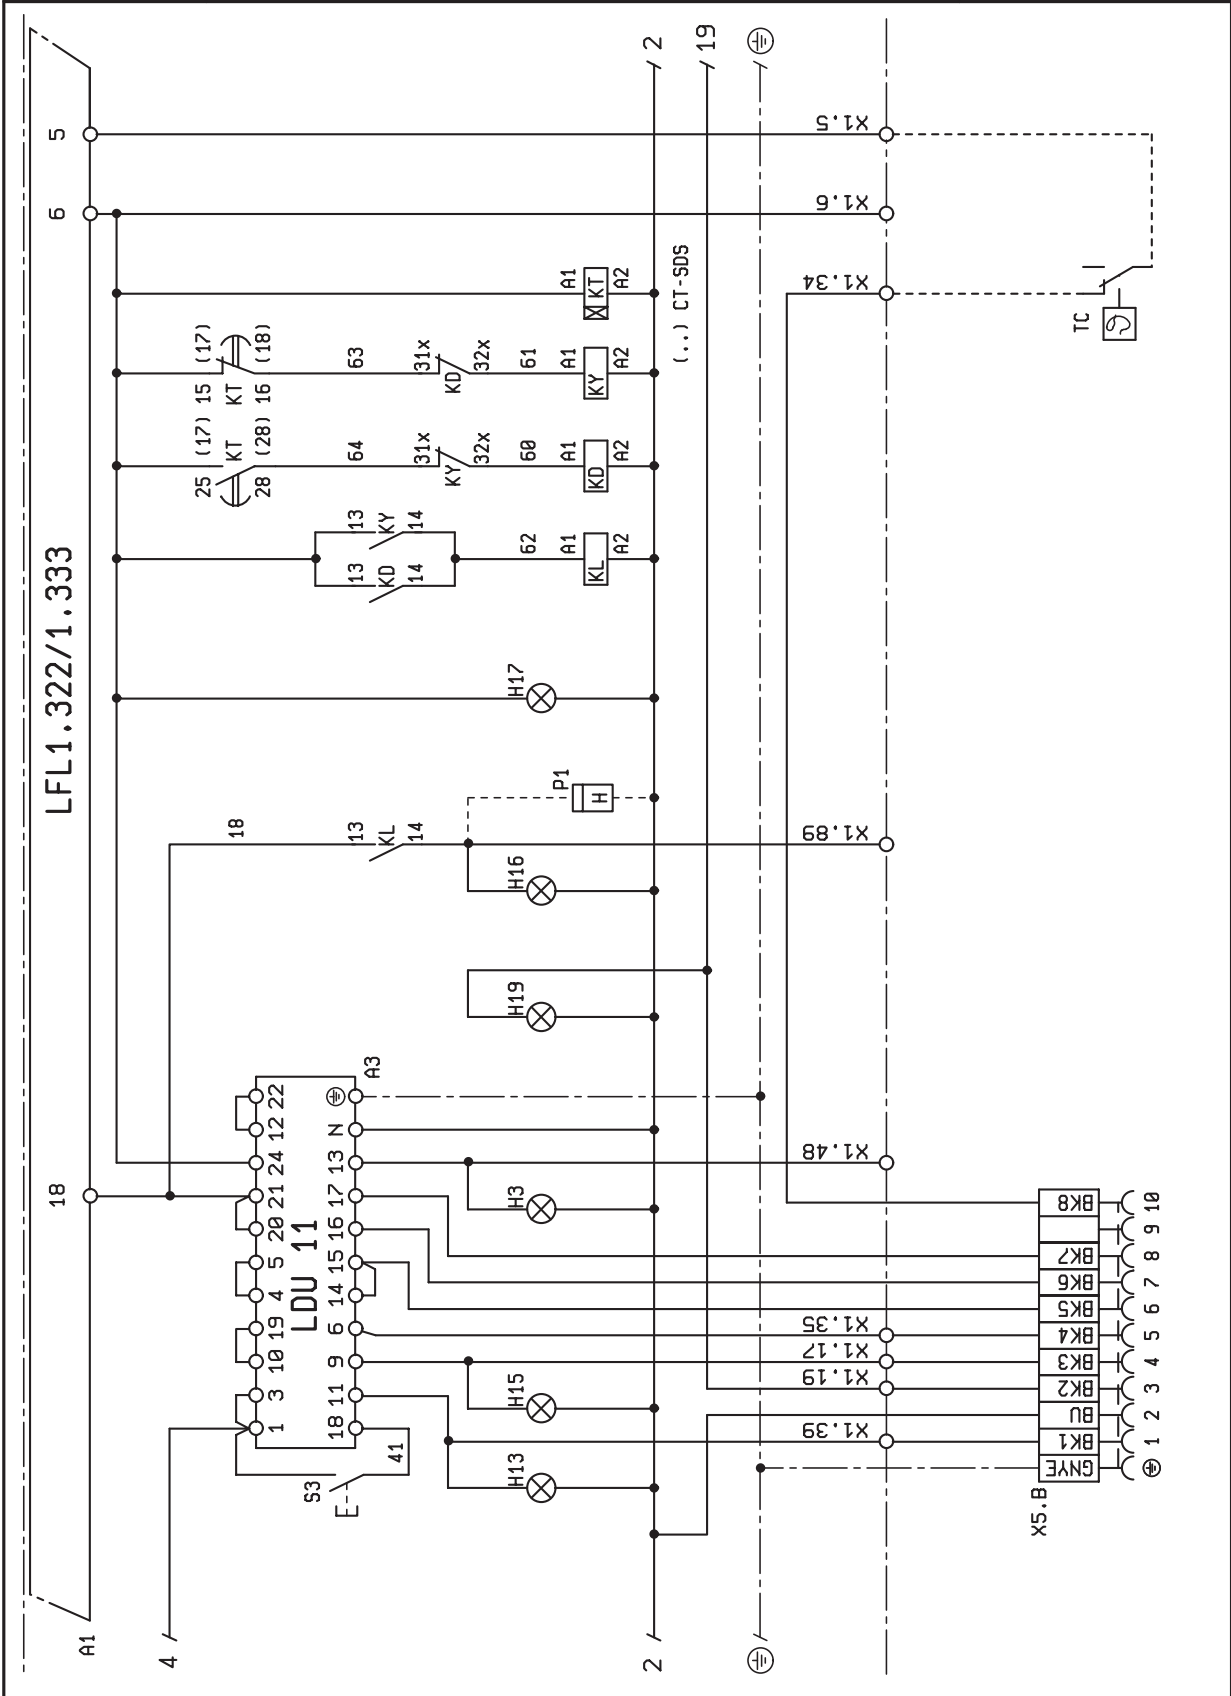 LFL1.322/1.333
A1
18
6
5
4
18
25 (17)
KT
28 (28)
15 (17)
KT
16 (18)
1 3 10 19 4 5 20 21 24 12 22
LDU 11
18 11 9 6 14 15 16 17 13 N
A3
S3
41
13
KL
14
13
KD
14
13
KY
14
64
63
31x
KY
32x
31x
KD
32x
62
60
61
H13
H15
H3
H19
H16
P1
H
H17
A1
KL
A2
A1
KD
A2
A1
KY
A2
A1
KT
A2
2
2
(..) CT-SDS
19
X1.39
X1.19
X1.17
X1.35
X1.48
X1.89
X1.34
X1.6
X1.5
TC
X5.B
GNYE BK1 BU BK2 BK3 BK4 BK5 BK6 BK7 BK8
1 2 3 4 5 6 7 8 9 10